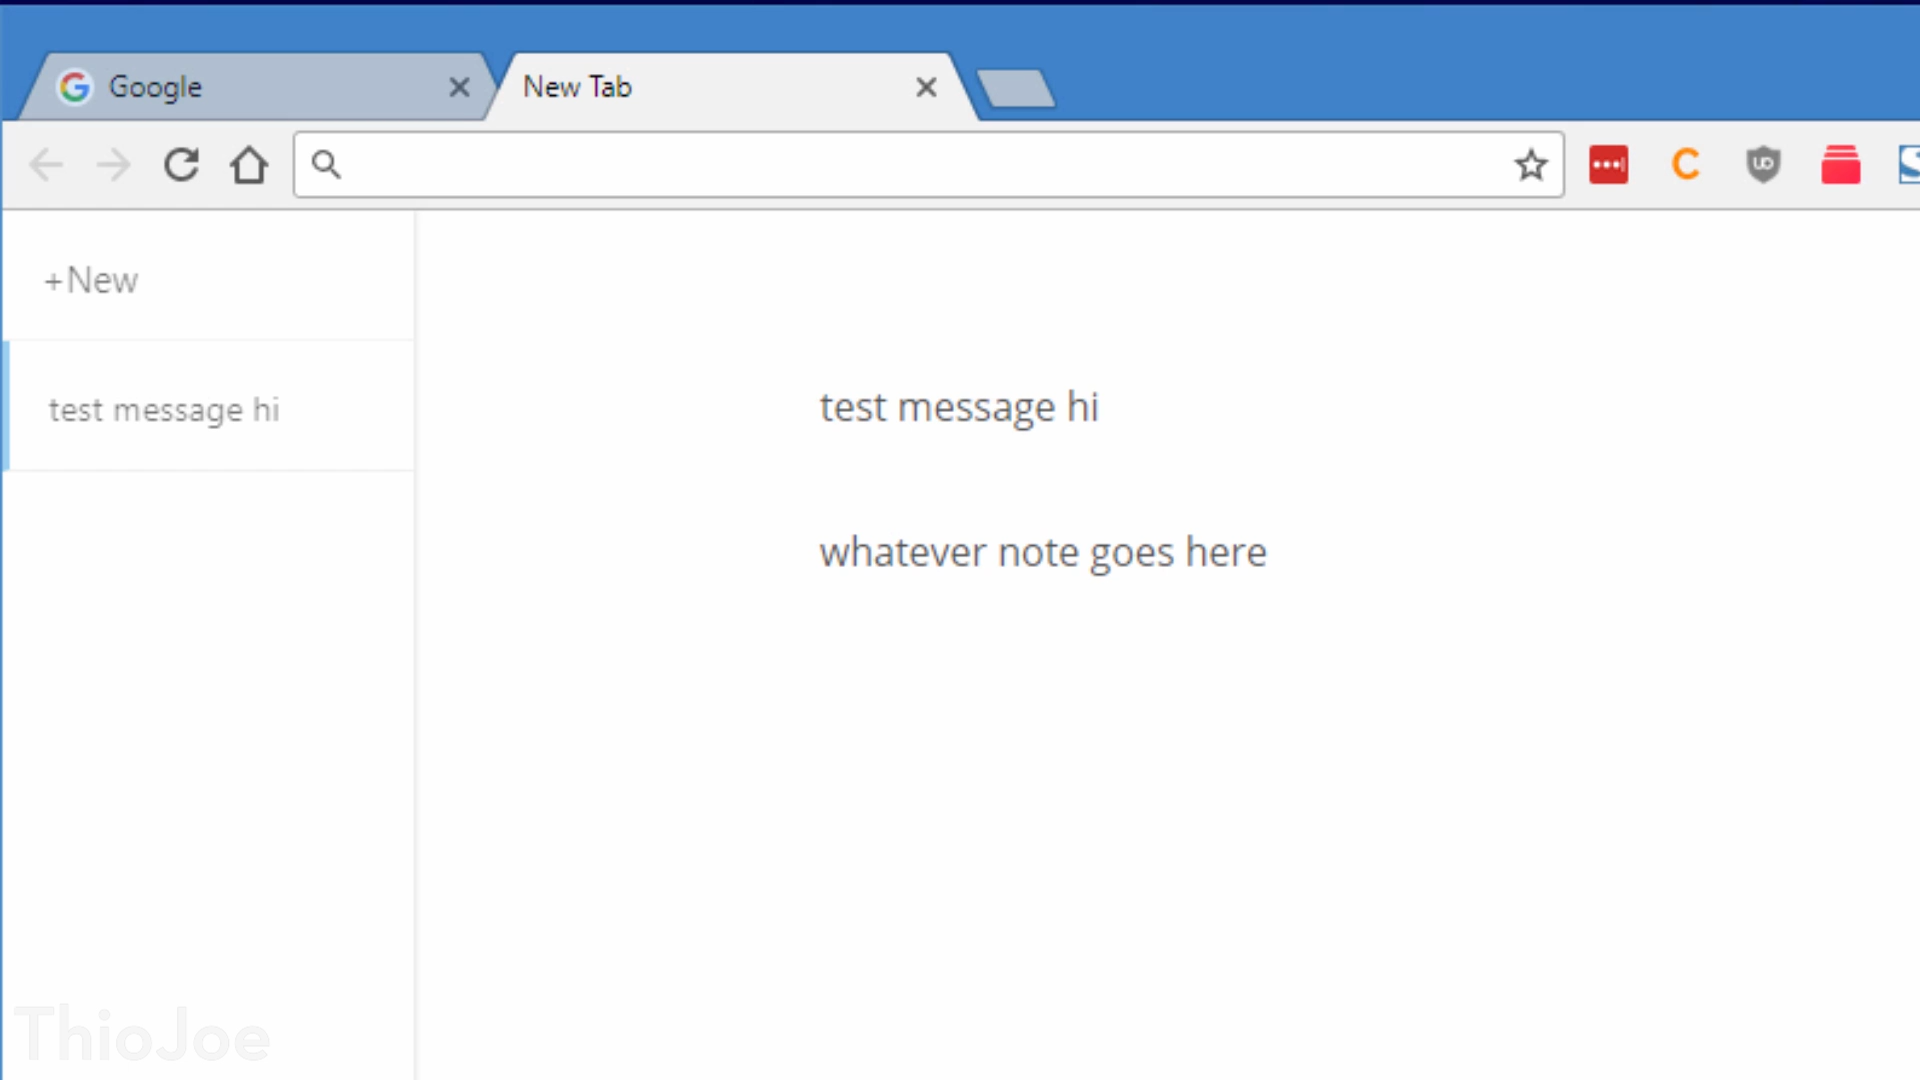 Google
New Tab
+New
test message hi
test message hi
whatever note goes here
ThioJoe